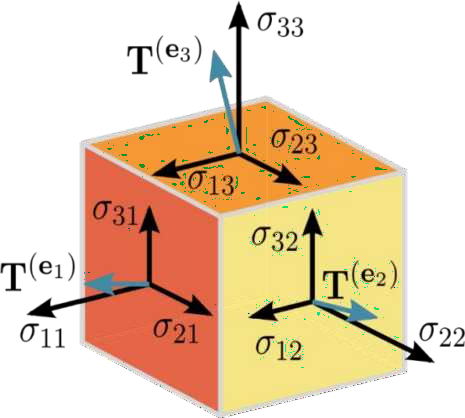 σ₃₃
T^(e₃)
σ₂₃
σ₁₃
σ₃₁
σ₃₂
T^(e₁)
T^(e₂)
σ₁₁
σ₂₁
σ₁₂
σ₂₂